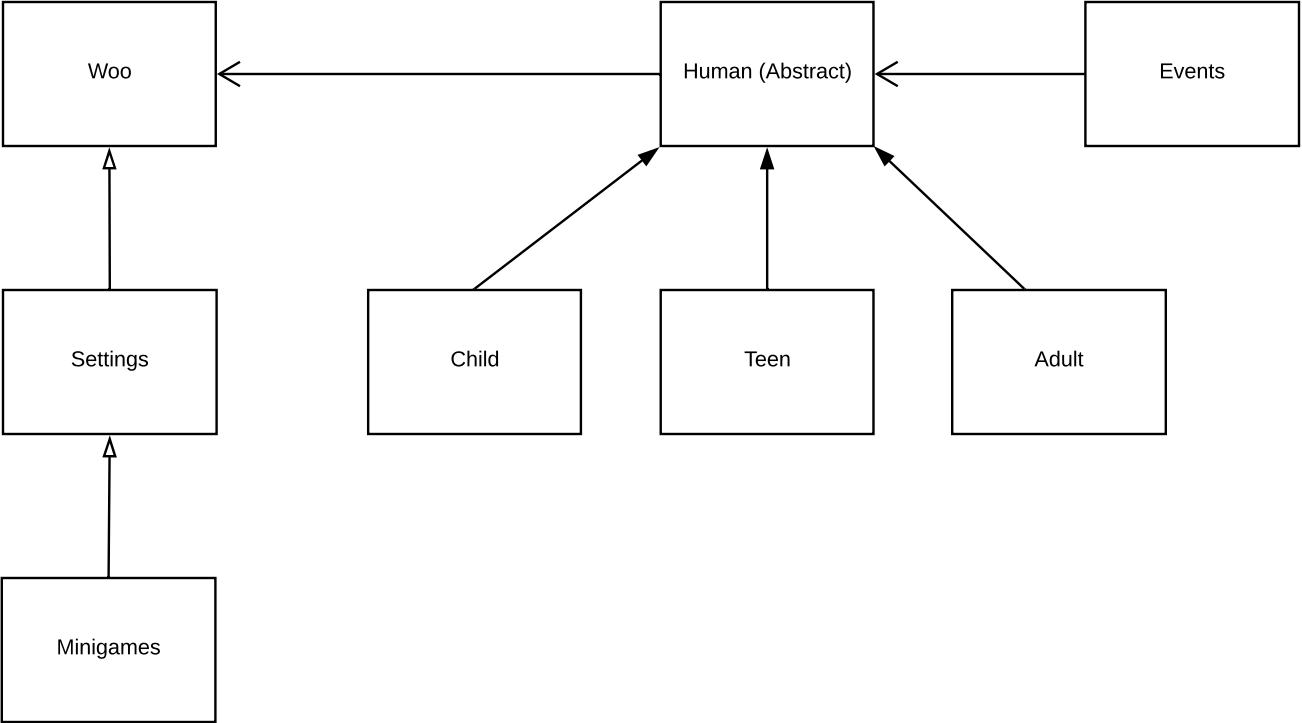 Woo
Human (Abstract)
Events
Settings
Child
Teen
Adult
Minigames